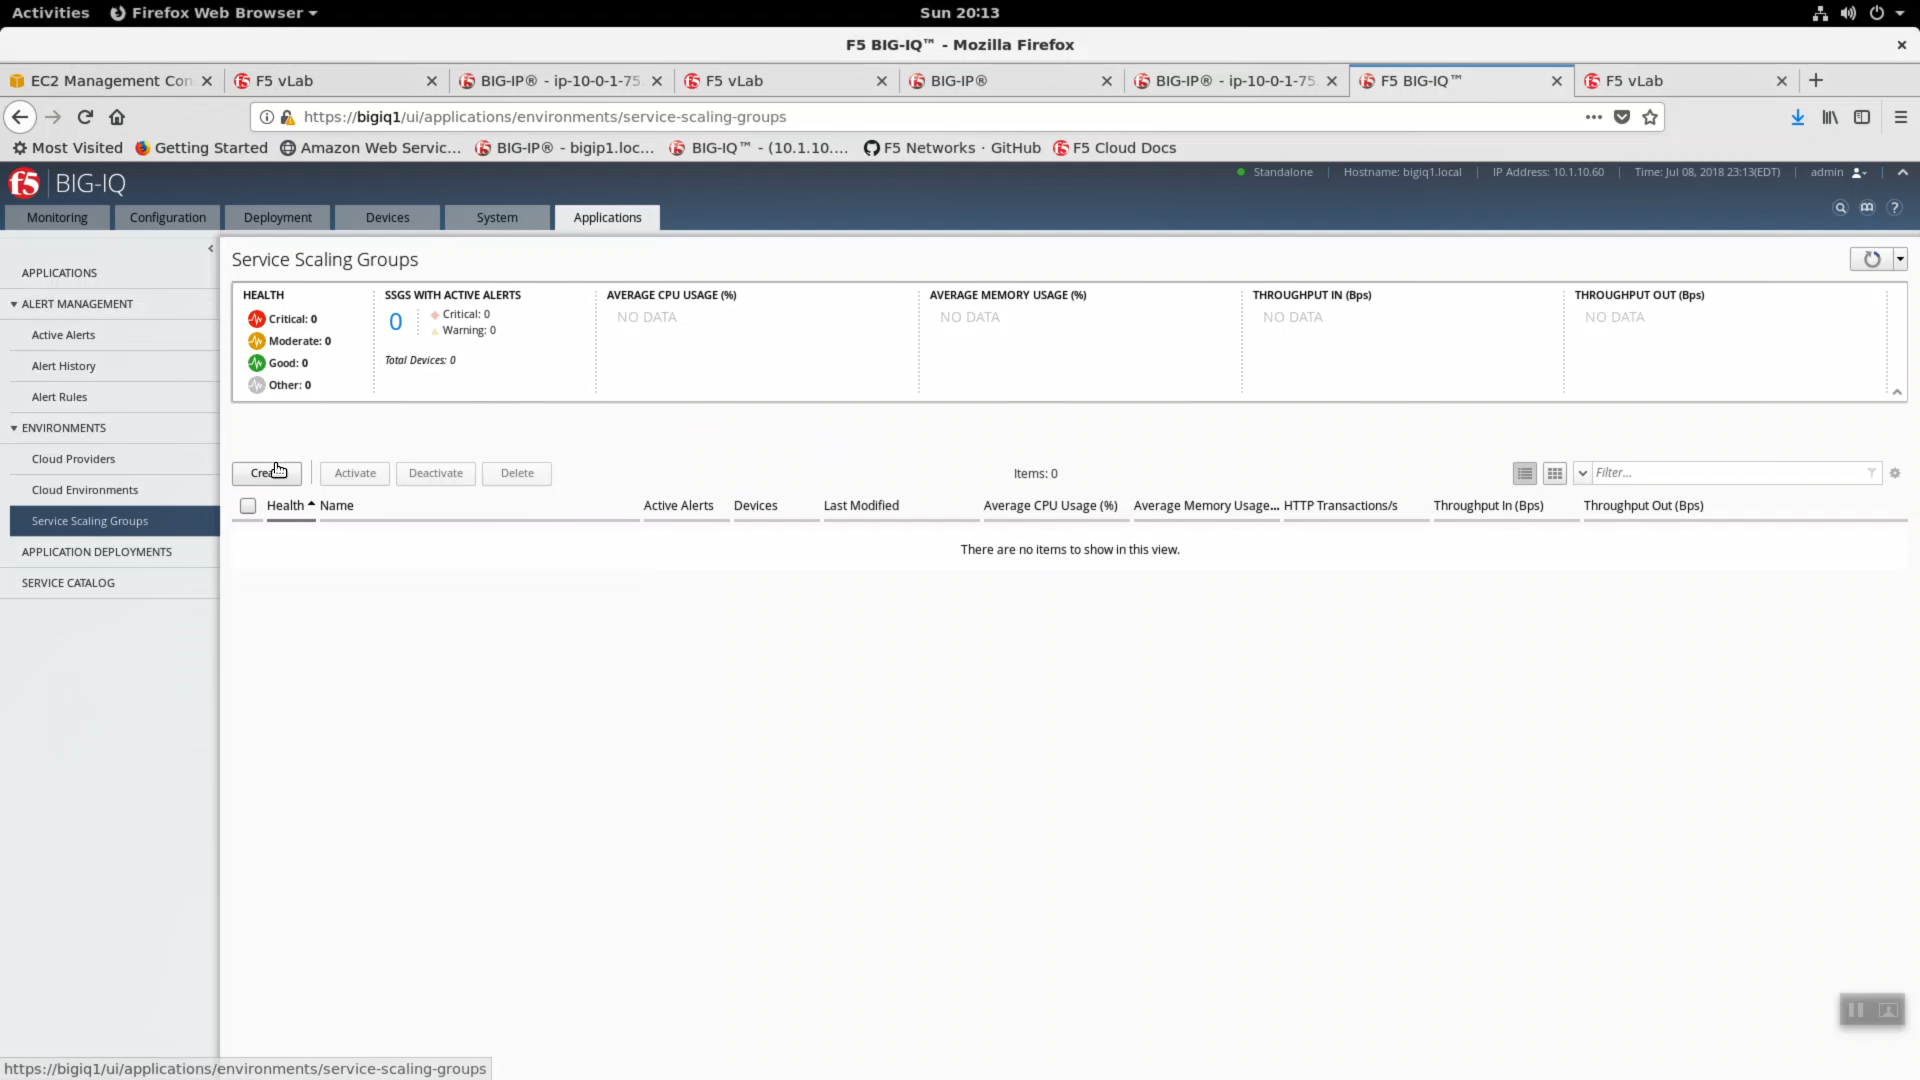 Activities Firefox Web Browser Sun 20:13
F5 BIG-IQ™ - Mozilla Firefox
EC2 Management Con F5 vLab BIG-IP® - ip-10-0-1-75 F5 vLab BIG-IP® BIG-IP® - ip-10-0-1-75 F5 BIG-IQ™ F5 vLab
https://bigiq1/ui/applications/environments/service-scaling-groups
Most Visited Getting Started Amazon Web Servic... BIG-IP® - bigip1.loc... BIG-IQ™ - (10.1.10.... F5 Networks · GitHub F5 Cloud Docs
f5 BIG-IQ Standalone Hostname: bigiq1.local IP Address: 10.1.10.60 Time: Jul 08, 2018 23:13(EDT) admin
Monitoring Configuration Deployment Devices System Applications
APPLICATIONS
ALERT MANAGEMENT
Active Alerts
Alert History
Alert Rules
ENVIRONMENTS
Cloud Providers
Cloud Environments
Service Scaling Groups
APPLICATION DEPLOYMENTS
SERVICE CATALOG
Service Scaling Groups
HEALTH
Critical: 0
Moderate: 0
Good: 0
Other: 0
SSGS WITH ACTIVE ALERTS
0
Critical: 0
Warning: 0
Total Devices: 0
AVERAGE CPU USAGE (%)
NO DATA
AVERAGE MEMORY USAGE (%)
NO DATA
THROUGHPUT IN (Bps)
NO DATA
THROUGHPUT OUT (Bps)
NO DATA
Activate Deactivate Delete Items: 0 Filter...
Health Name Active Alerts Devices Last Modified Average CPU Usage (%) Average Memory Usage... HTTP Transactions/s Throughput In (Bps) Throughput Out (Bps)
There are no items to show in this view.
https://bigiq1/ui/applications/environments/service-scaling-groups